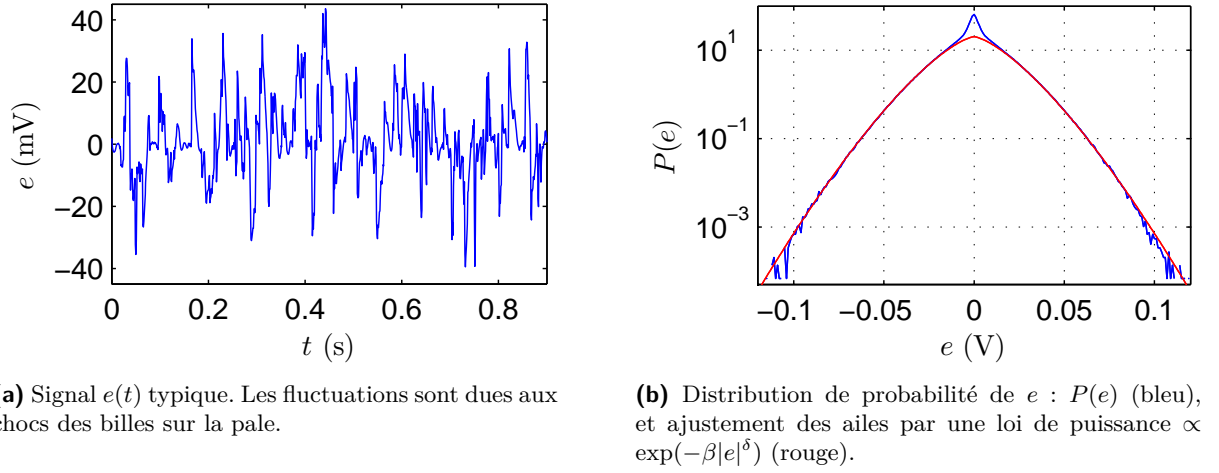 40
20
0
−20
−40
e (mV)
0
0.2
0.4
0.6
0.8
t (s)
10^1
10^−1
10^−3
P(e)
−0.1
−0.05
0
0.05
0.1
e (V)
a) Signal e(t) typique. Les fluctuations sont dues aux
chocs des billes sur la pale.
(b) Distribution de probabilité de e : P(e) (bleu),
et ajustement des ailes par une loi de puissance ∝
exp(−β|e|^δ) (rouge).